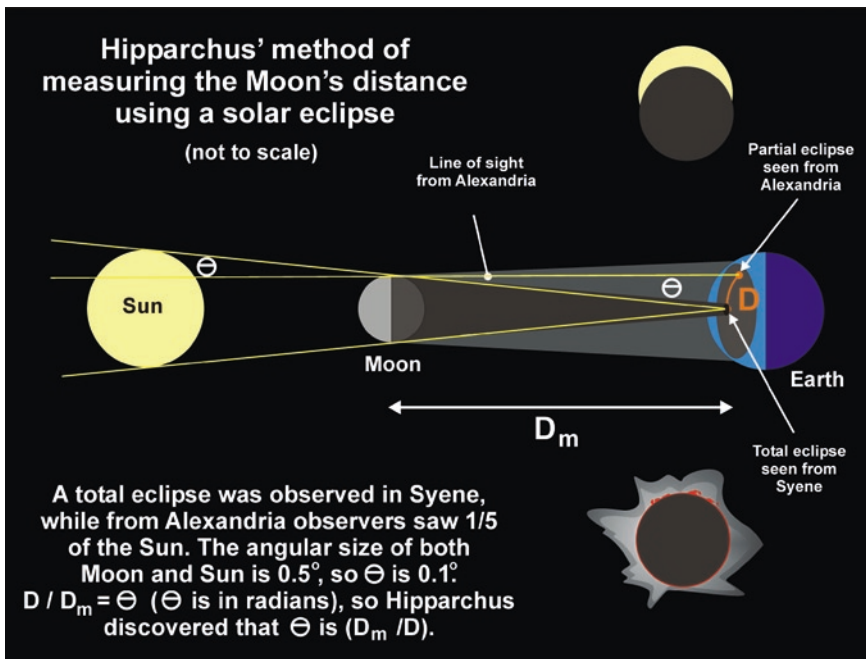 Hipparchus’ method of
measuring the Moon’s distance
using a solar eclipse
(not to scale)
Line of sight
from Alexandria
Partial eclipse
seen from
Alexandria
Ɵ
Sun
Moon
Ɵ
D
Earth
Dₘ
Total eclipse
seen from
Syene
A total eclipse was observed in Syene,
while from Alexandria observers saw 1/5
of the Sun. The angular size of both
Moon and Sun is 0.5°, so Ɵ is 0.1°.
D / Dₘ = Ɵ (Ɵ is in radians), so Hipparchus
discovered that Ɵ is (Dₘ /D).